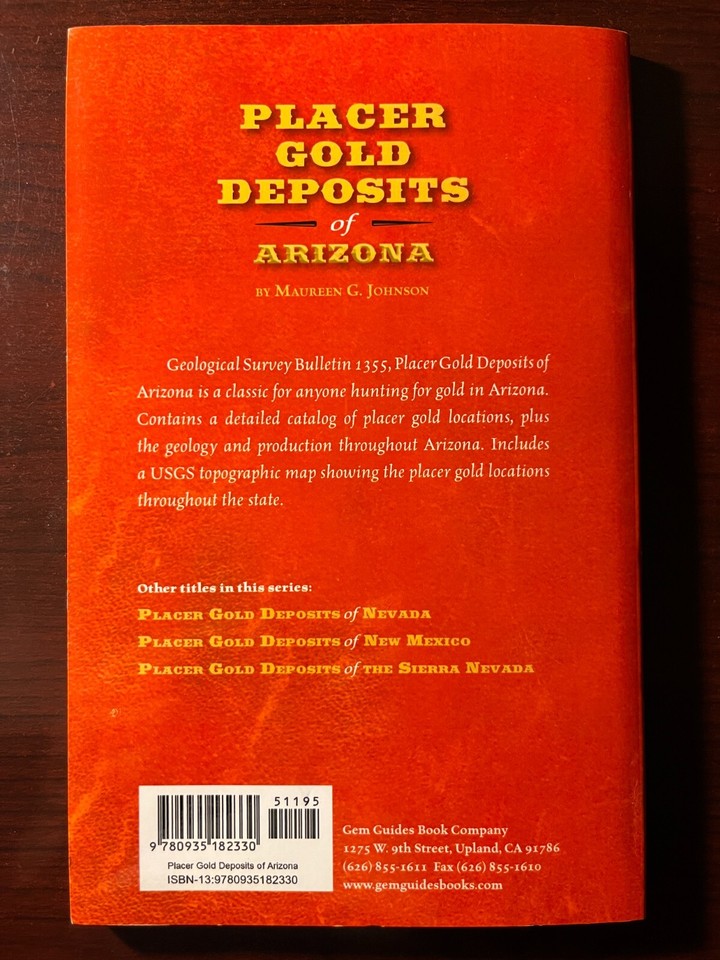 PLACER
GOLD
DEPOSITS
of
ARIZONA
BY MAUREEN G. JOHNSON
Geological Survey Bulletin 1355, Placer Gold Deposits of
Arizona is a classic for anyone hunting for gold in Arizona.
Contains a detailed catalog of placer gold locations, plus
the geology and production throughout Arizona. Includes
a USGS topographic map showing the placer gold locations
throughout the state.
Other titles in this series:
PLACER GOLD DEPOSITS of NEVADA
PLACER GOLD DEPOSITS of NEW MEXICO
PLACER GOLD DEPOSITS of THE SIERRA NEVADA
51195
9 780935 182330
Placer Gold Deposits of Arizona
ISBN-13:9780935182330
Gem Guides Book Company
1275 W. 9th Street, Upland, CA 91786
(626) 855-1611 Fax (626) 855-1610
www.gemguidesbooks.com